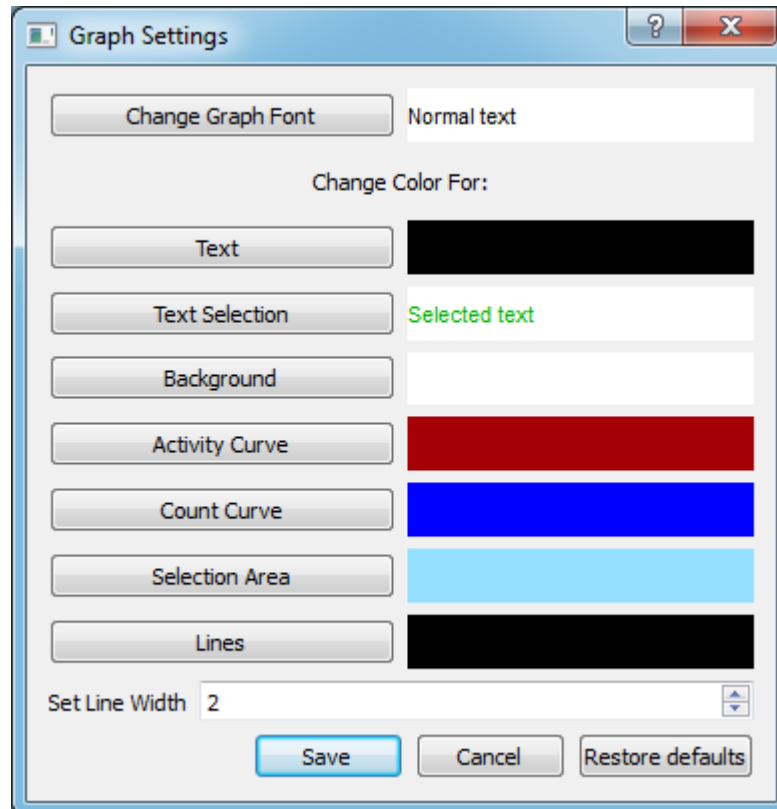 Graph Settings
Change Graph Font Normal text
Change Color For:
Text
Text Selection Selected text
Background
Activity Curve
Count Curve
Selection Area
Lines
Set Line Width 2
Save Cancel Restore defaults